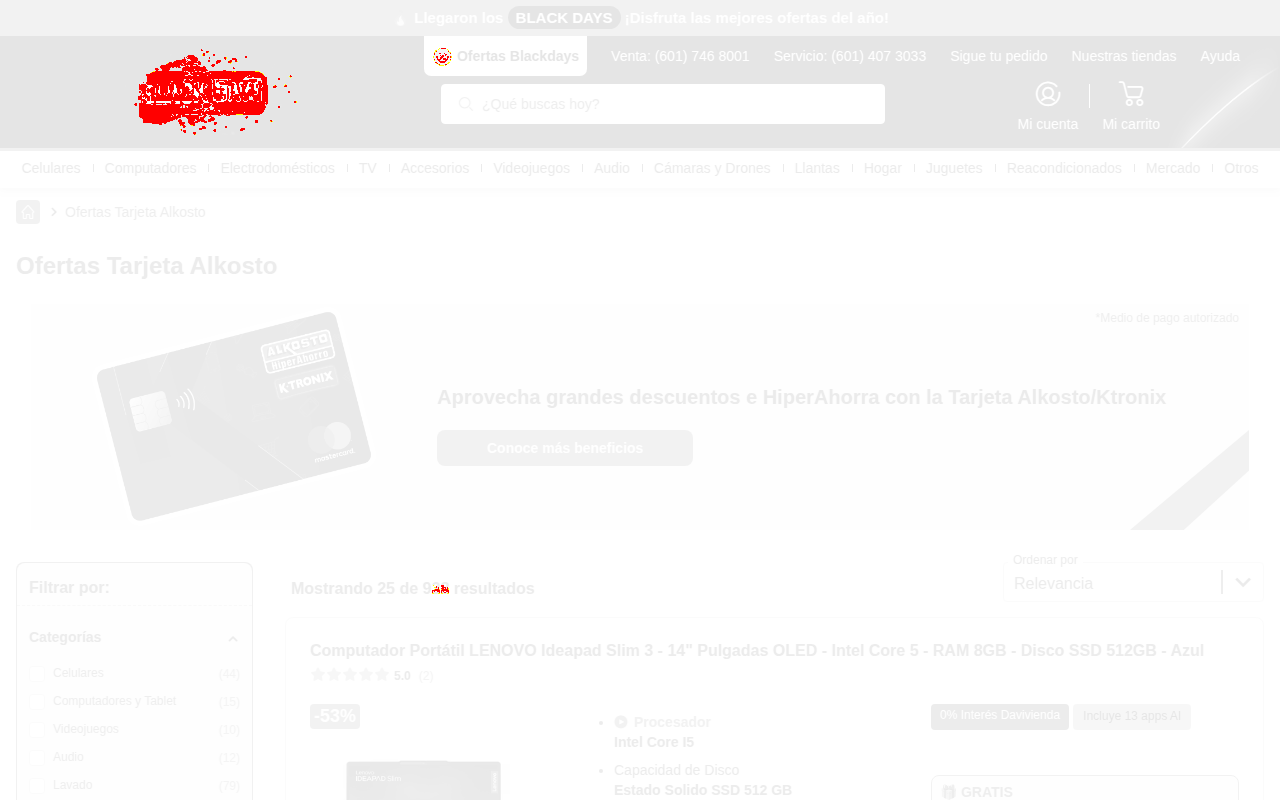 Llegaron los BLACK DAYS ¡Disfruta las mejores ofertas del año!
Ofertas Blackdays
Venta: (601) 746 8001
Servicio: (601) 407 3033
Sigue tu pedido
Nuestras tiendas
Ayuda
¿Qué buscas hoy?
Mi cuenta
Mi carrito
Celulares
Computadores
Electrodomésticos
TV
Accesorios
Videojuegos
Audio
Cámaras y Drones
Llantas
Hogar
Juguetes
Reacondicionados
Mercado
Otros
Ofertas Tarjeta Alkosto
Ofertas Tarjeta Alkosto
*Medio de pago autorizado
ALKOSTO
HiperAhorro
KTRONIX
mastercard
Aprovecha grandes descuentos e HiperAhorra con la Tarjeta Alkosto/Ktronix
Conoce más beneficios
Filtrar por:
Mostrando 25 de resultados
Ordenar por
Relevancia
Categorías
Celulares (44)
Computadores y Tablet (15)
Videojuegos (10)
Audio (12)
Lavado (79)
Computador Portátil LENOVO Ideapad Slim 3 - 14" Pulgadas OLED - Intel Core 5 - RAM 8GB - Disco SSD 512GB - Azul
5.0 (2)
-53%
Procesador
Intel Core I5
Capacidad de Disco
Estado Solido SSD 512 GB
0% Interés Davivienda
Incluye 13 apps AI
GRATIS